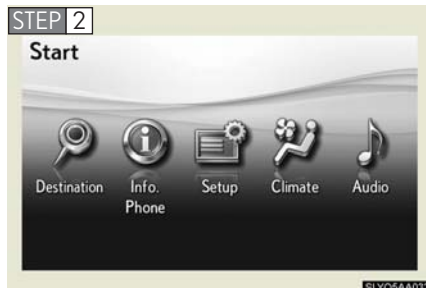 STEP 2
Start
Destination
Info.
Phone
Setup
Climate
Audio